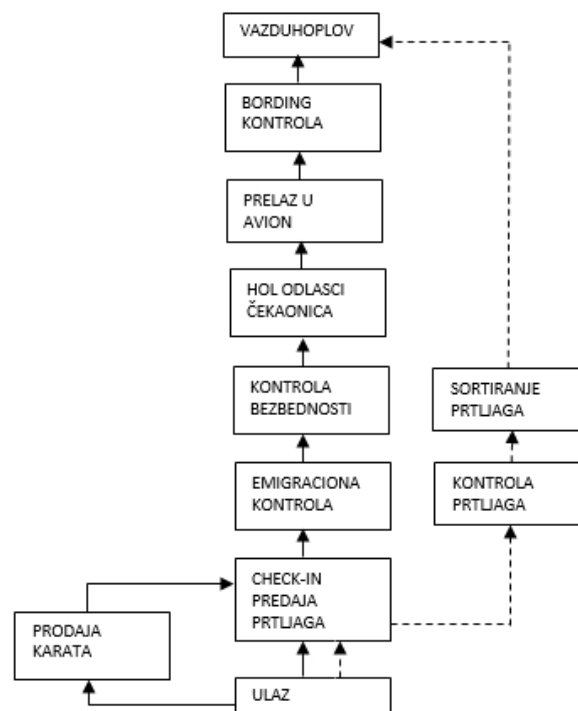 VAZDUHOPLOV
BORDING
KONTROLA
PRELAZ U
AVION
HOL ODLASCI
ČEKAONICA
KONTROLA
BEZBEDNOSTI
SORTIRANJE
PRTLJAGA
EMIGRACIONA
KONTROLA
KONTROLA
PRTLJAGA
CHECK-IN
PREDAJA
PRTLJAGA
PRODAJA
KARATA
ULAZ